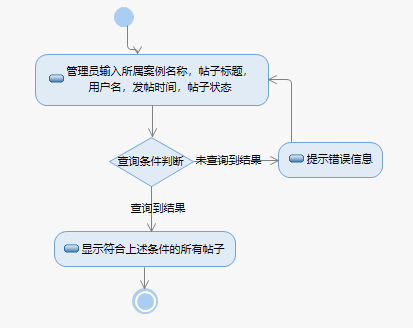 管理员输入所属案例名称，帖子标题，
用户名，发帖时间，帖子状态
查询条件判断
未查询到结果
提示错误信息
查询到结果
显示符合上述条件的所有帖子